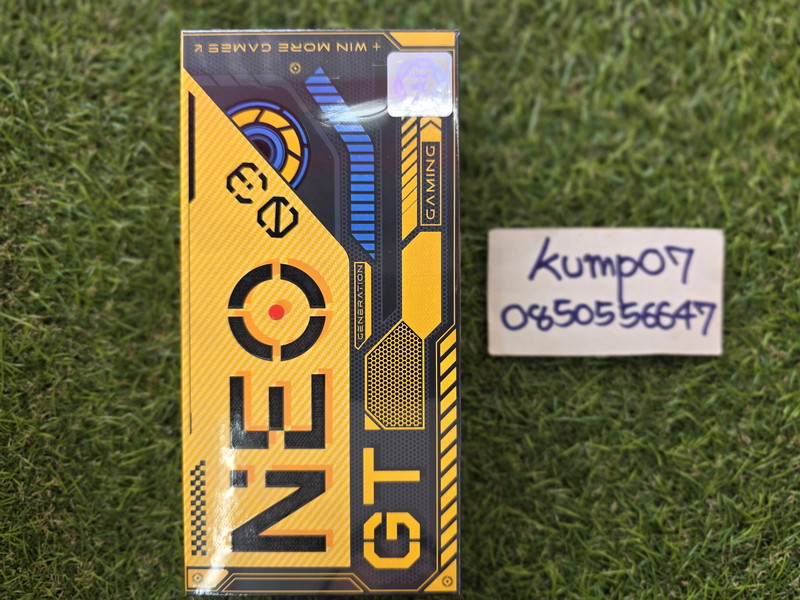 + WIN MORE GAMES
GAMING
GENERATION
NEO
GT
kump07
0850556647